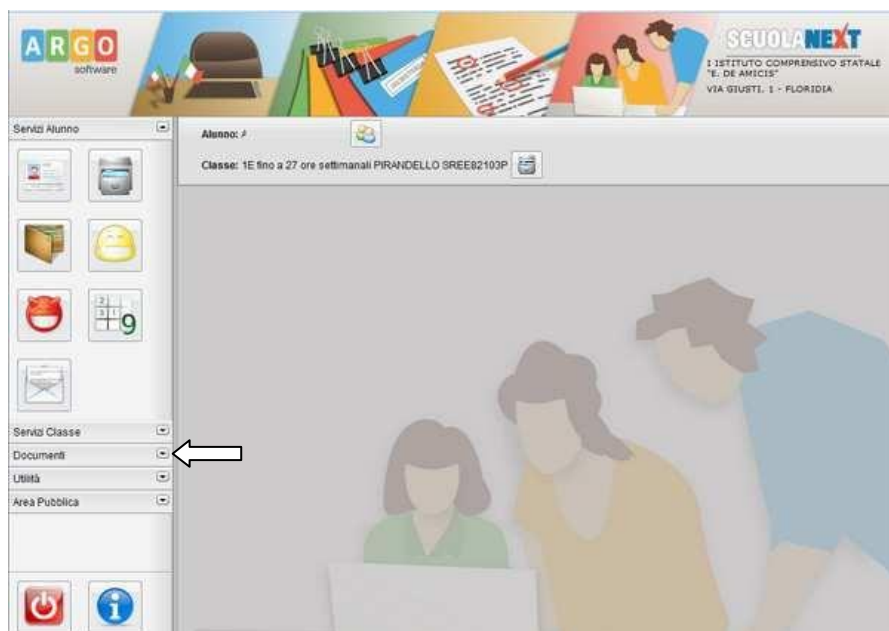 ARGO
software
SCUOLANEXT
I ISTITUTO COMPRENSIVO STATALE
"E. DE AMICIS"
VIA GIUSTI, 1 - FLORIDIA
Servizi Alunno
Alunno:
Classe: 1E fino a 27 ore settimanali PIRANDELLO SREE82103P
9
Servizi Classe
Documenti
Utilità
Area Pubblica